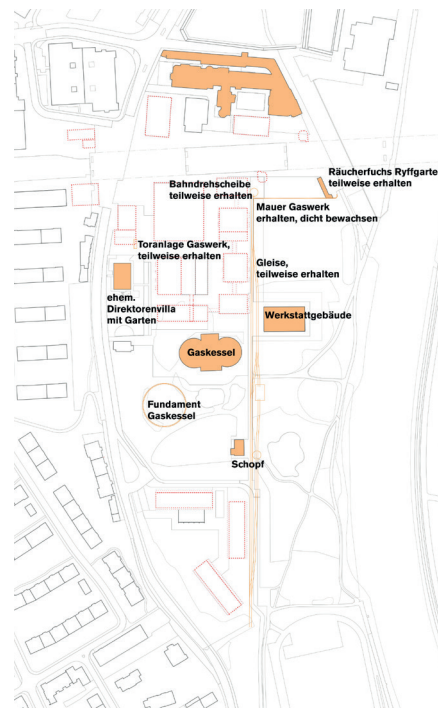 Räucherfuchs Ryffgarte
teilweise erhalten
Bahndrehscheibe
teilweise erhalten
Mauer Gaswerk
erhalten, dicht bewachsen
Toranlage Gaswerk,
teilweise erhalten
Gleise,
teilweise erhalten
ehem.
Direktorenvilla
mit Garten
Werkstattgebäude
Gaskessel
Fundament
Gaskessel
Schopf